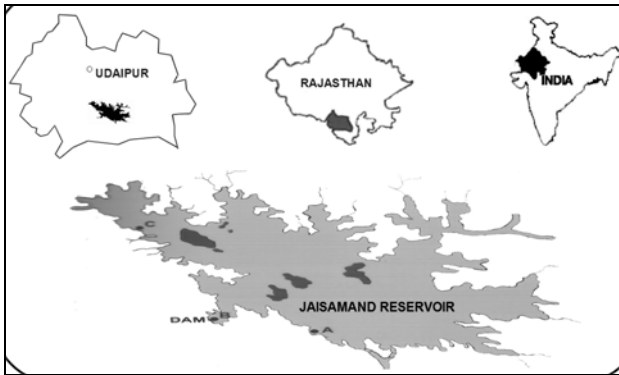 UDAIPUR
RAJASTHAN
INDIA
C
JAISAMAND RESERVOIR
DAM B
A